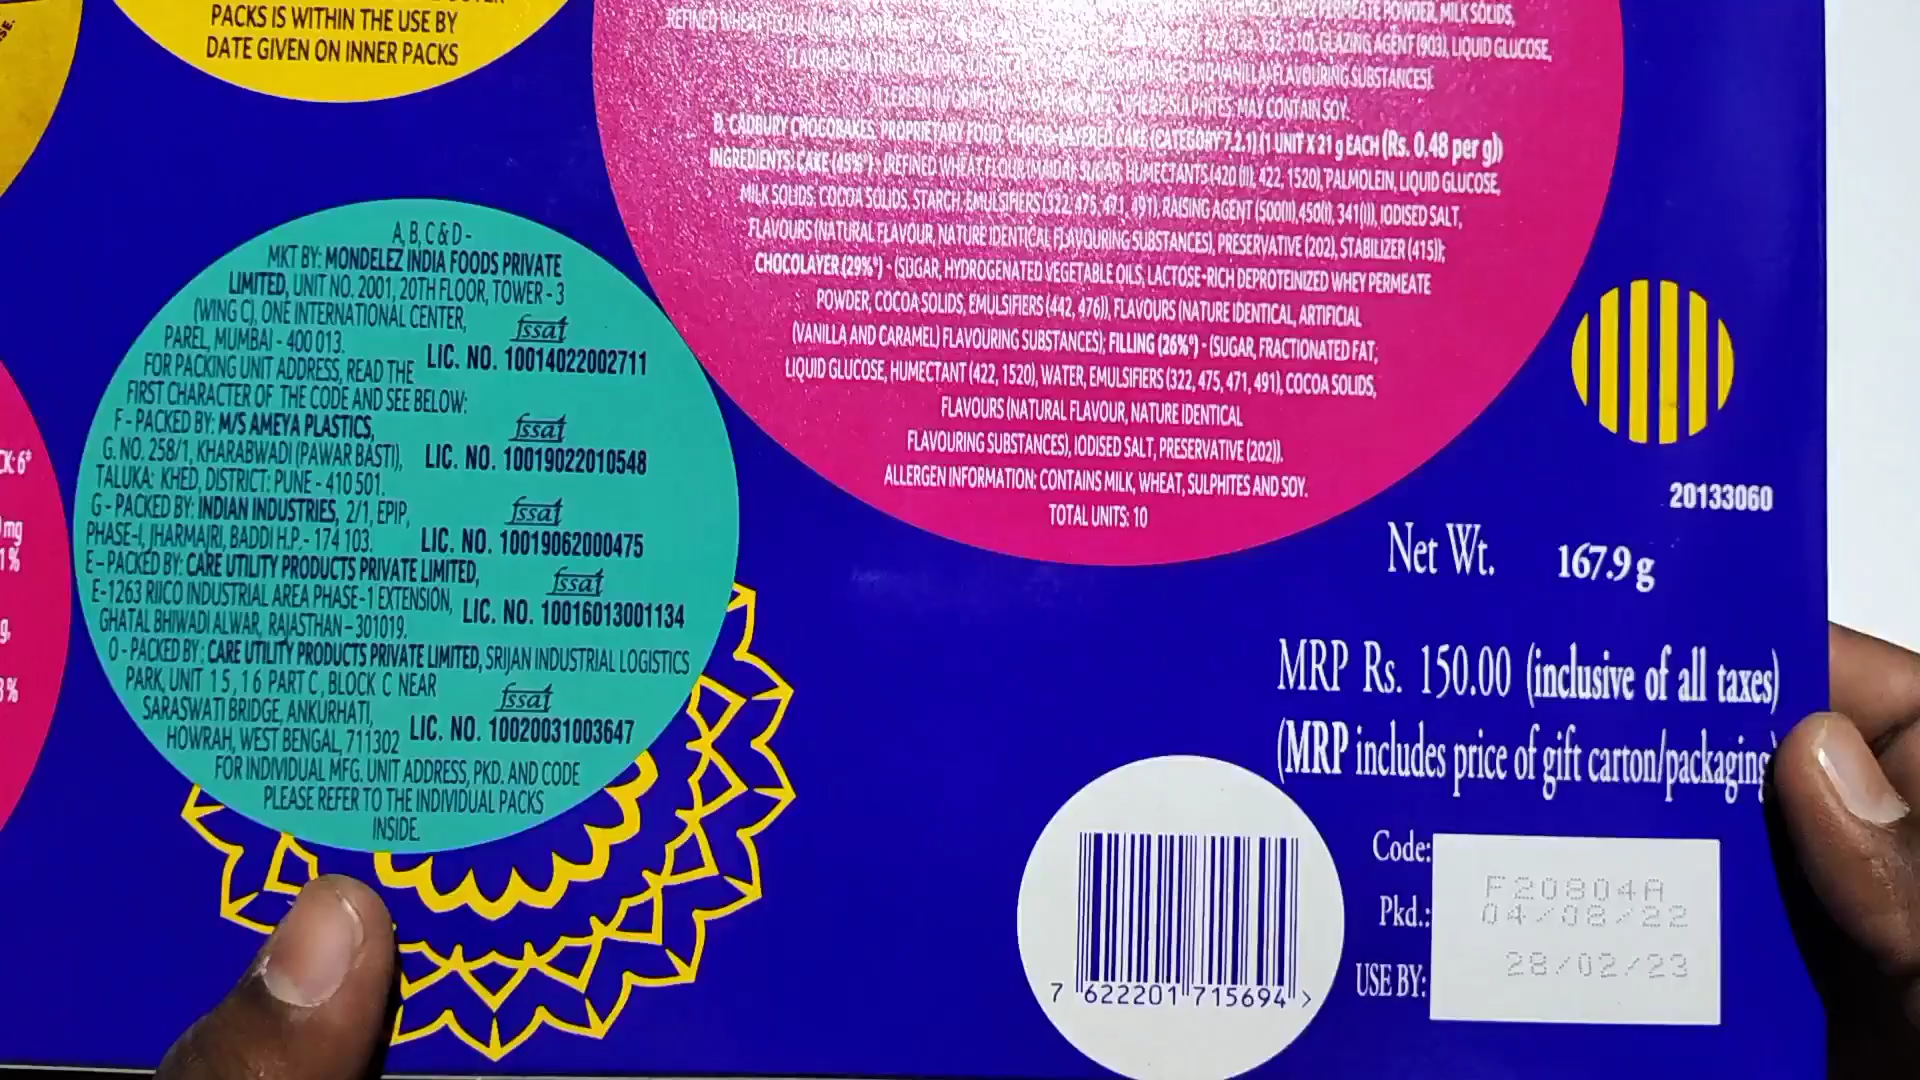 PACKS IS WITHIN THE USE BY
DATE GIVEN ON INNER PACKS
PERMEATE POWDER, MILK SOLIDS,
REFINED WHEAT FLOUR
GLAZING AGENT (903), LIQUID GLUCOSE,
AND VANILLA) FLAVOURING SUBSTANCES).
ALLERGEN INFORMATION: CONTAINS MILK, WHEAT, SULPHITES. MAY CONTAIN SOY.
D. CADBURY CHOCOBAKES, PROPRIETARY FOOD, CHOCO-LAYERED CAKE (CATEGORY 7.2.1) (1 UNIT X 21 g EACH (Rs. 0.48 per g))
INGREDIENTS: CAKE (45%*) - (REFINED WHEAT FLOUR (MAIDA), SUGAR, HUMECTANTS (420 (II), 422, 1520), PALMOLEIN, LIQUID GLUCOSE,
MILK SOLIDS, COCOA SOLIDS, STARCH, EMULSIFIERS (322, 475, 471, 491), RAISING AGENT (500(II),450(I), 341(I)), IODISED SALT,
FLAVOURS (NATURAL FLAVOUR, NATURE IDENTICAL FLAVOURING SUBSTANCES), PRESERVATIVE (202), STABILIZER (415));
CHOCOLAYER (29%*) - (SUGAR, HYDROGENATED VEGETABLE OILS, LACTOSE-RICH DEPROTEINIZED WHEY PERMEATE
POWDER, COCOA SOLIDS, EMULSIFIERS (442, 476)), FLAVOURS (NATURE IDENTICAL, ARTIFICIAL
(VANILLA AND CARAMEL) FLAVOURING SUBSTANCES); FILLING (26%*) - (SUGAR, FRACTIONATED FAT,
LIQUID GLUCOSE, HUMECTANT (422, 1520), WATER, EMULSIFIERS (322, 475, 471, 491), COCOA SOLIDS,
FLAVOURS (NATURAL FLAVOUR, NATURE IDENTICAL
FLAVOURING SUBSTANCES), IODISED SALT, PRESERVATIVE (202)).
ALLERGEN INFORMATION: CONTAINS MILK, WHEAT, SULPHITES AND SOY.
TOTAL UNITS: 10
A, B, C & D -
MKT BY: MONDELEZ INDIA FOODS PRIVATE
LIMITED, UNIT NO. 2001, 20TH FLOOR, TOWER - 3
(WING C), ONE INTERNATIONAL CENTER,
PAREL, MUMBAI - 400 013.
fssai
LIC. NO. 10014022002711
FOR PACKING UNIT ADDRESS, READ THE
FIRST CHARACTER OF THE CODE AND SEE BELOW:
F - PACKED BY: M/S AMEYA PLASTICS,
G. NO. 258/1, KHARABWADI (PAWAR BASTI),
TALUKA: KHED, DISTRICT: PUNE - 410 501.
fssai
LIC. NO. 10019022010548
G - PACKED BY: INDIAN INDUSTRIES, 2/1, EPIP,
PHASE-I, JHARMAJRI, BADDI H.P. - 174 103.
fssai
LIC. NO. 10019062000475
E - PACKED BY: CARE UTILITY PRODUCTS PRIVATE LIMITED,
E-1263 RIICO INDUSTRIAL AREA PHASE-1 EXTENSION,
GHATAL BHIWADI ALWAR, RAJASTHAN - 301019.
fssai
LIC. NO. 10016013001134
O - PACKED BY: CARE UTILITY PRODUCTS PRIVATE LIMITED, SRIJAN INDUSTRIAL LOGISTICS
PARK, UNIT 15,16 PART C, BLOCK C NEAR
SARASWATI BRIDGE, ANKURHATI,
HOWRAH, WEST BENGAL, 711302
fssai
LIC. NO. 10020031003647
FOR INDIVIDUAL MFG. UNIT ADDRESS, PKD. AND CODE
PLEASE REFER TO THE INDIVIDUAL PACKS
INSIDE.
20133060
Net Wt. 167.9 g
MRP Rs. 150.00 (inclusive of all taxes)
(MRP includes price of gift carton/packaging
Code: F20804A
Pkd.: 04/08/22
USE BY: 28/02/23
7 622201 715694 >